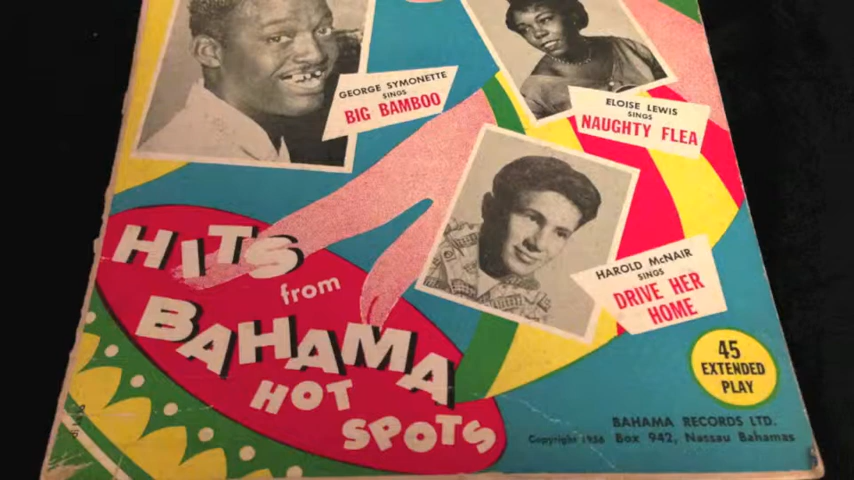 GEORGE SYMONETTE
SINGS
BIG BAMBOO
ELOISE LEWIS
SINGS
NAUGHTY FLEA
HAROLD McNAIR
SINGS
DRIVE HER
HOME
HITS
from
BAHAMA
HOT
SPOTS
45
EXTENDED
PLAY
BAHAMA RECORDS LTD.
Copyright 1956 Box 942, Nassau Bahamas